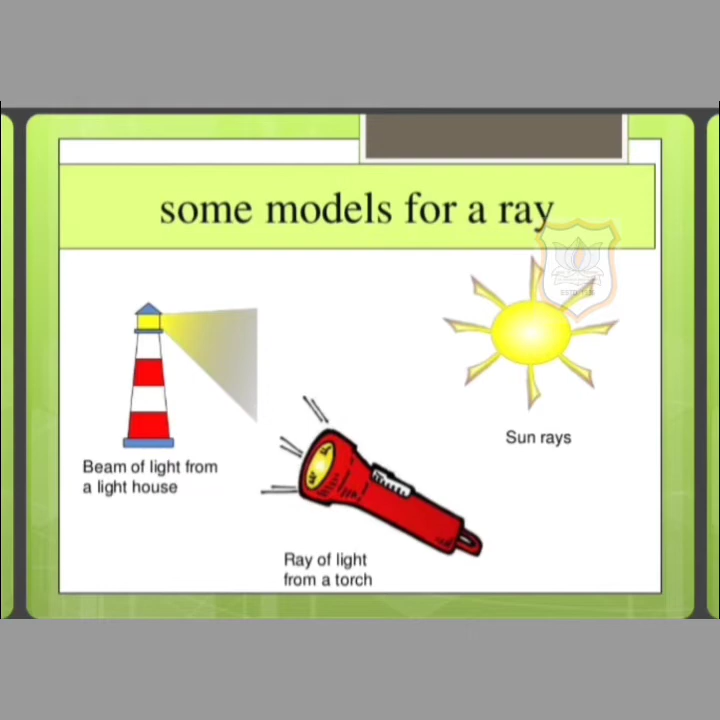 some models for a ray
Beam of light from
a light house
Sun rays
Ray of light
from a torch